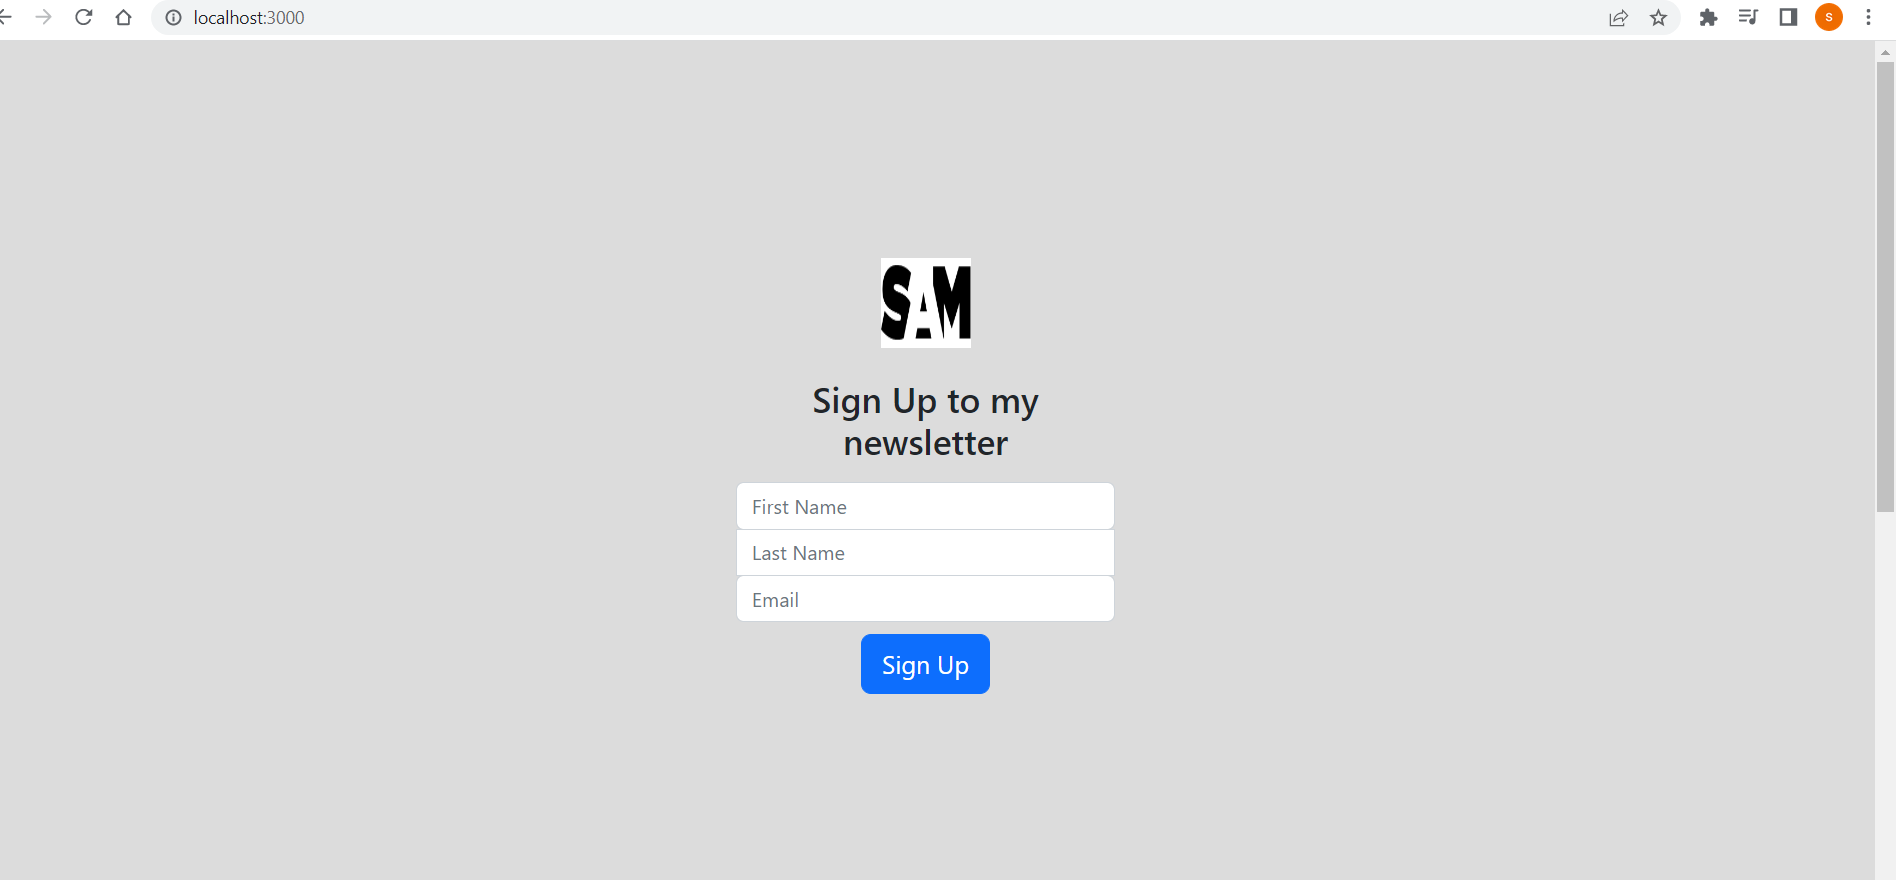 localhost:3000
S
SAM
Sign Up to my
newsletter
First Name
Last Name
Email
Sign Up